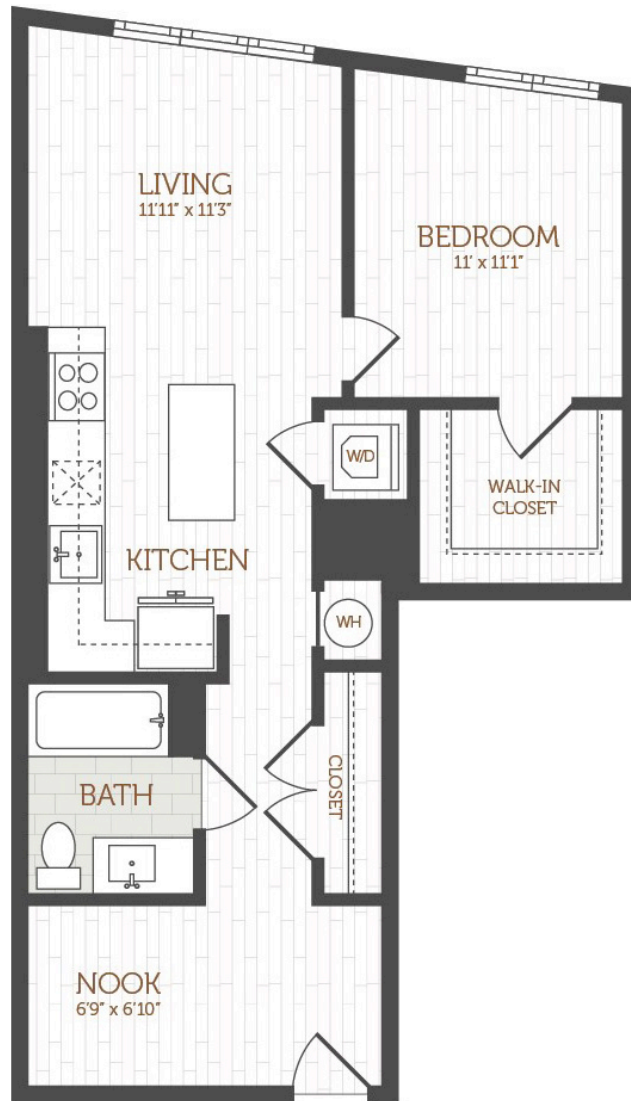 LIVING
11'11" x 11'3"
BEDROOM
11' x 11'1"
W/D
WALK-IN
CLOSET
KITCHEN
WH
CLOSET
BATH
NOOK
6'9" x 6'10"